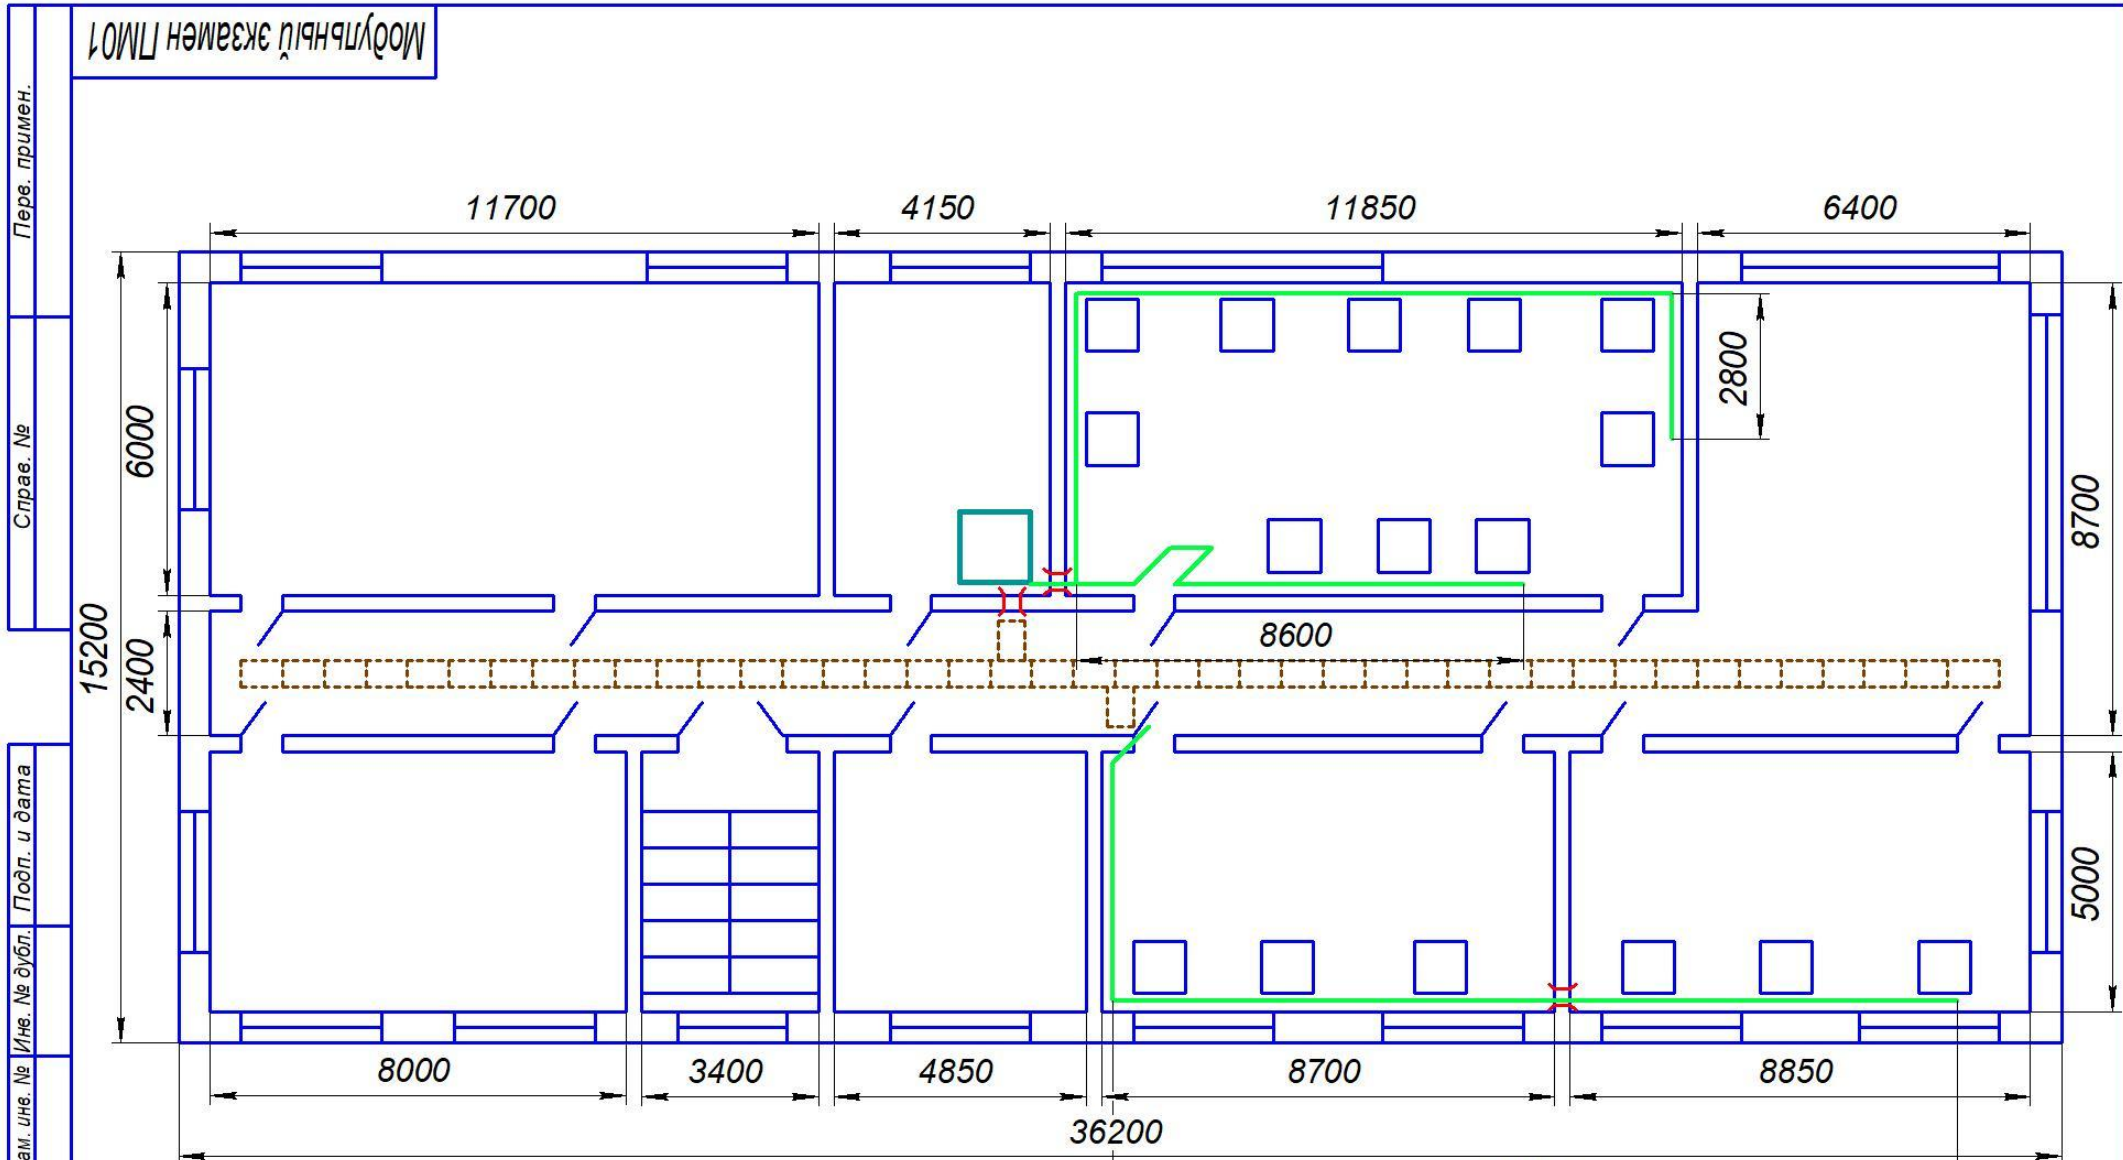 Модульный экзамен ПМ01
Перв. примен.
Справ. №
Подп. и дата
Инв. № дубл.
ам. инв. №
11700
4150
11850
6400
6000
2800
8700
15200
2400
8600
5000
8000
3400
4850
8700
8850
36200